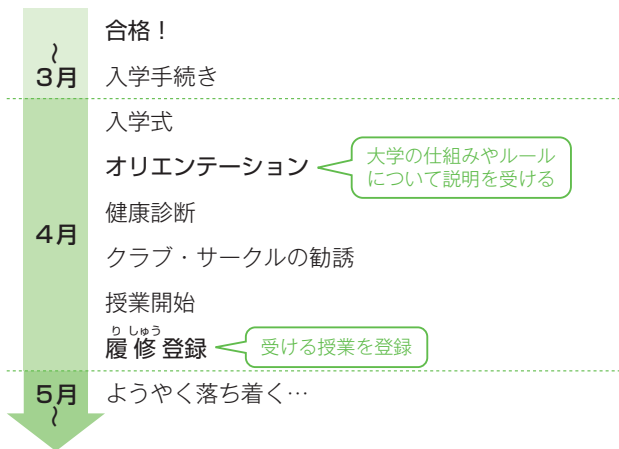 合格！
〜
3月
入学手続き
入学式
オリエンテーション
大学の仕組みやルール
について説明を受ける
健康診断
4月
クラブ・サークルの勧誘
授業開始
りしゅう
履修登録
受ける授業を登録
5月
〜
ようやく落ち着く…